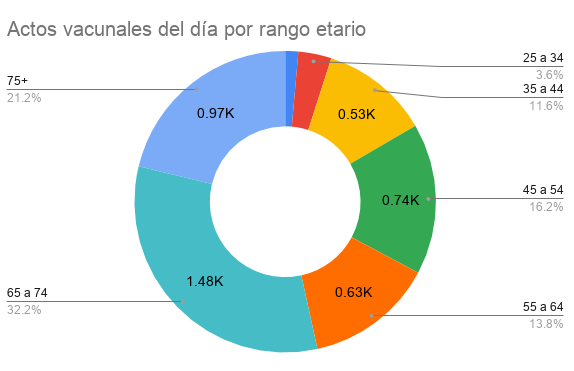 Actos vacunales del día por rango etario
25 a 34
3.6%
35 a 44
11.6%
45 a 54
16.2%
55 a 64
13.8%
65 a 74
32.2%
75+
21.2%
0.53K
0.74K
0.63K
1.48K
0.97K